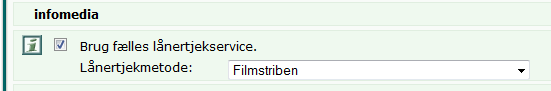 infomedia
Brug fælles lånertjekservice.
Lånertjekmetode: Filmstriben